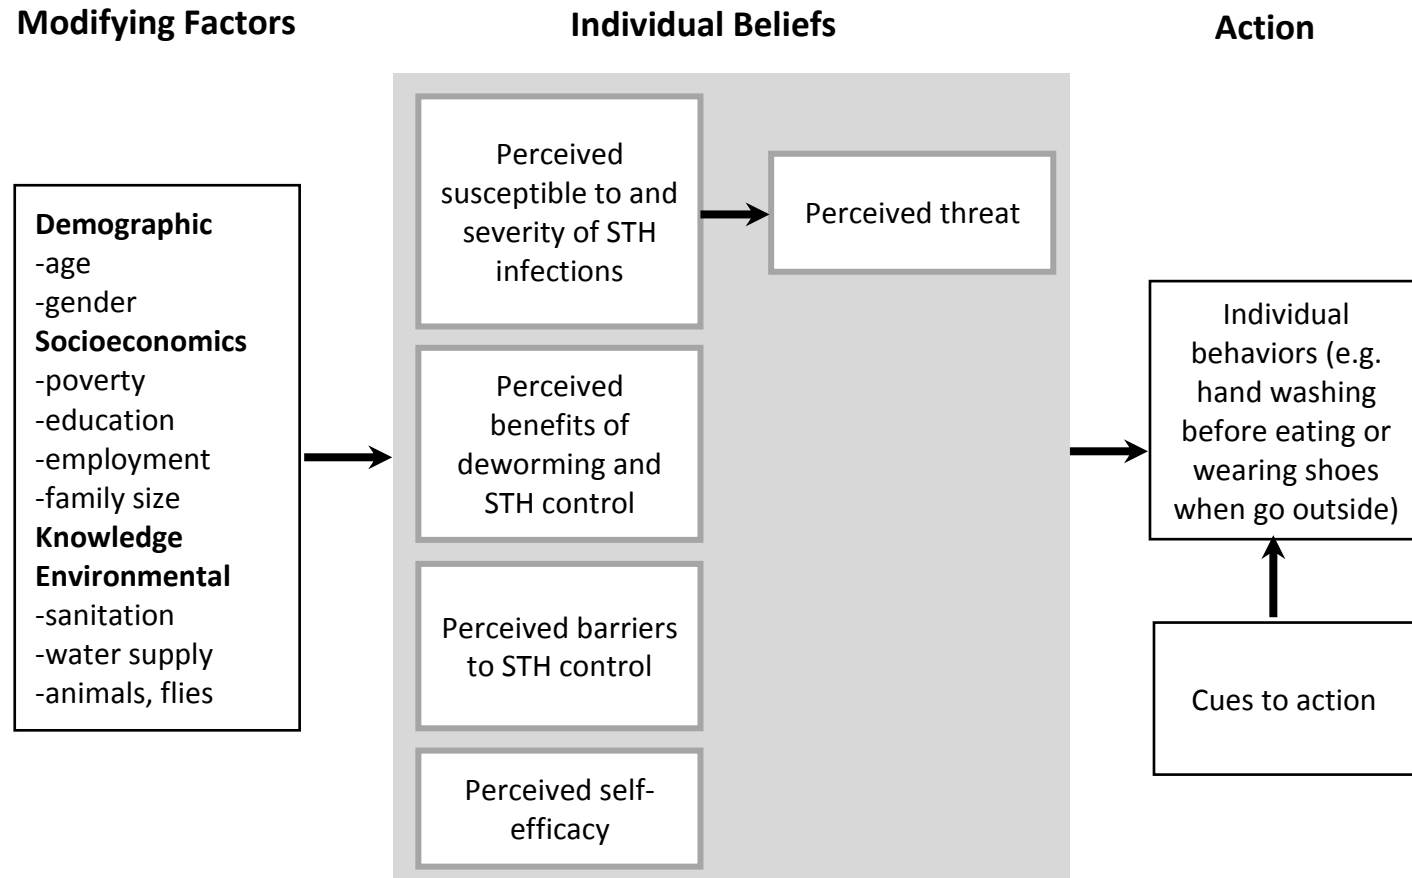 Modifying Factors
Individual Beliefs
Action
Demographic
-age
-gender
Socioeconomics
-poverty
-education
-employment
-family size
Knowledge
Environmental
-sanitation
-water supply
-animals, flies
Perceived
susceptible to and
severity of STH
infections
Perceived threat
Perceived
benefits of
deworming and
STH control
Perceived barriers
to STH control
Perceived self-
efficacy
Individual
behaviors (e.g.
hand washing
before eating or
wearing shoes
when go outside)
Cues to action